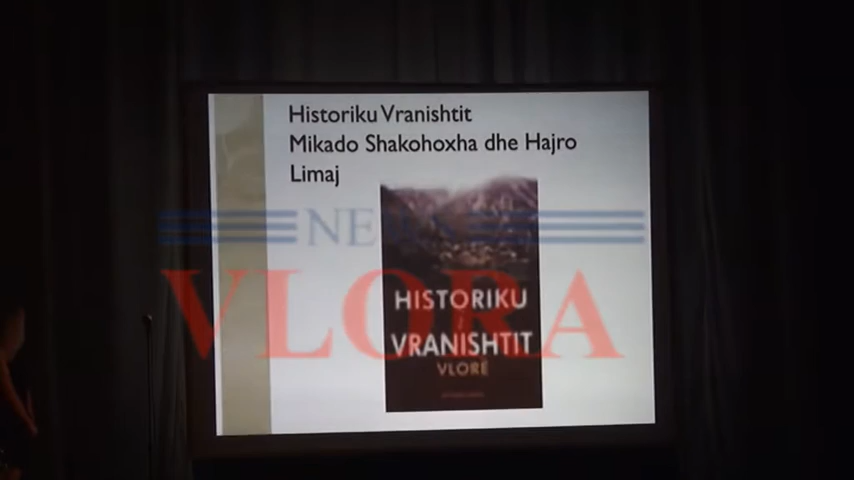 Historiku Vranishtit
Mikado Shakohoxha dhe Hajro
Limaj
NEWS
VLORA
HISTORIKU
I
VRANISHTIT
VLORË